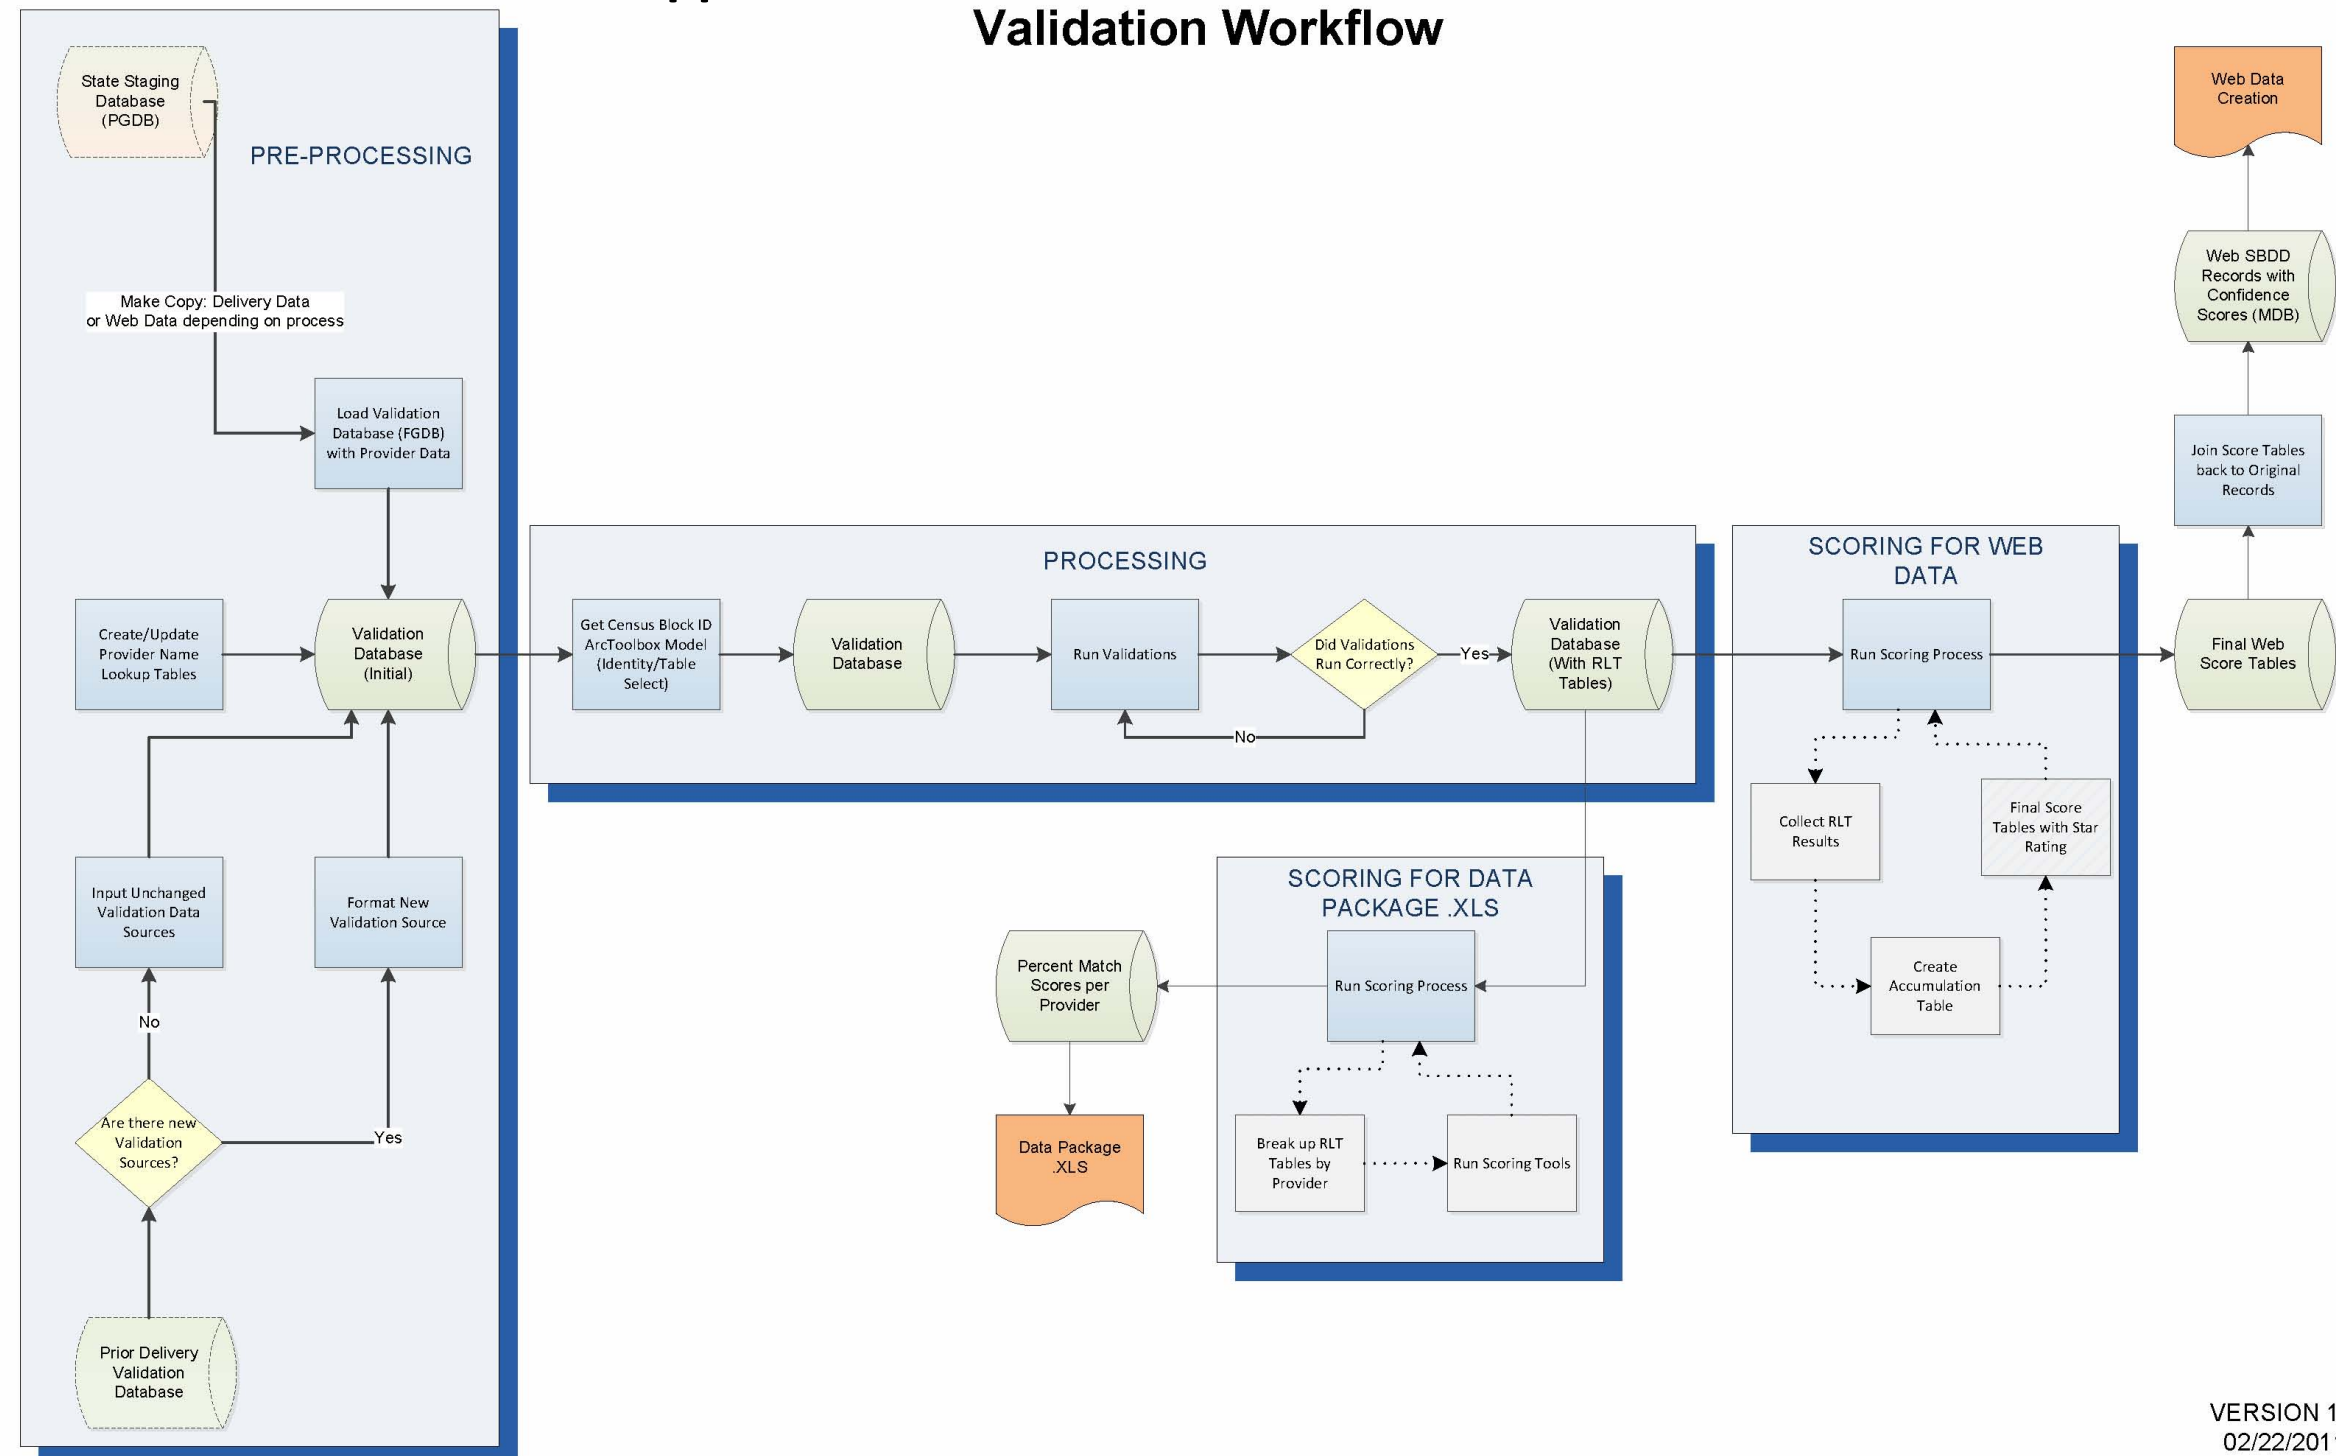 Validation Workflow
State Staging
Database
(PGDB)
PRE-PROCESSING
Make Copy: Delivery Data
or Web Data depending on process
Load Validation
Database (FGDB)
with Provider Data
Create/Update
Provider Name
Lookup Tables
Validation
Database
(Initial)
Input Unchanged
Validation Data
Sources
Format New
Validation Source
No
Are there new
Validation
Sources?
Yes
Prior Delivery
Validation
Database
PROCESSING
Get Census Block ID
ArcToolbox Model
(Identity/Table
Select)
Validation
Database
Run Validations
Did Validations
Run Correctly?
Yes
No
Validation
Database
(With RLT
Tables)
SCORING FOR DATA
PACKAGE .XLS
Run Scoring Process
Break up RLT
Tables by
Provider
Run Scoring Tools
Percent Match
Scores per
Provider
Data Package
.XLS
SCORING FOR WEB
DATA
Run Scoring Process
Collect RLT
Results
Create
Accumulation
Table
Final Score
Tables with Star
Rating
Final Web
Score Tables
Join Score Tables
back to Original
Records
Web SBDD
Records with
Confidence
Scores (MDB)
Web Data
Creation
VERSION 1
02/22/201